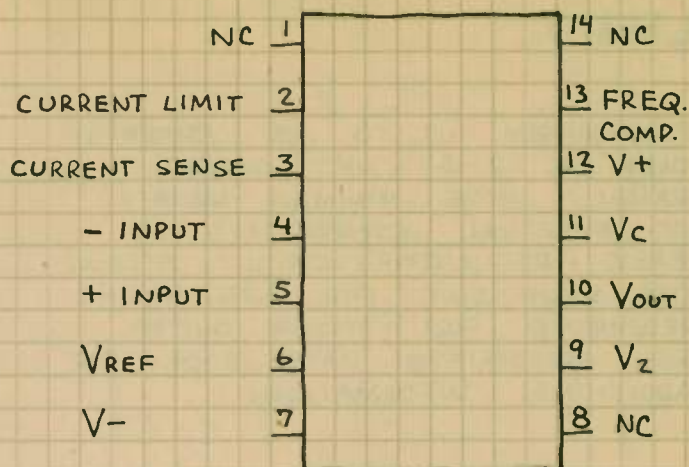 NC 1
14 NC
CURRENT LIMIT 2
13 FREQ.
COMP.
CURRENT SENSE 3
12 V+
- INPUT 4
11 VC
+ INPUT 5
10 VOUT
VREF 6
9 VZ
V- 7
8 NC